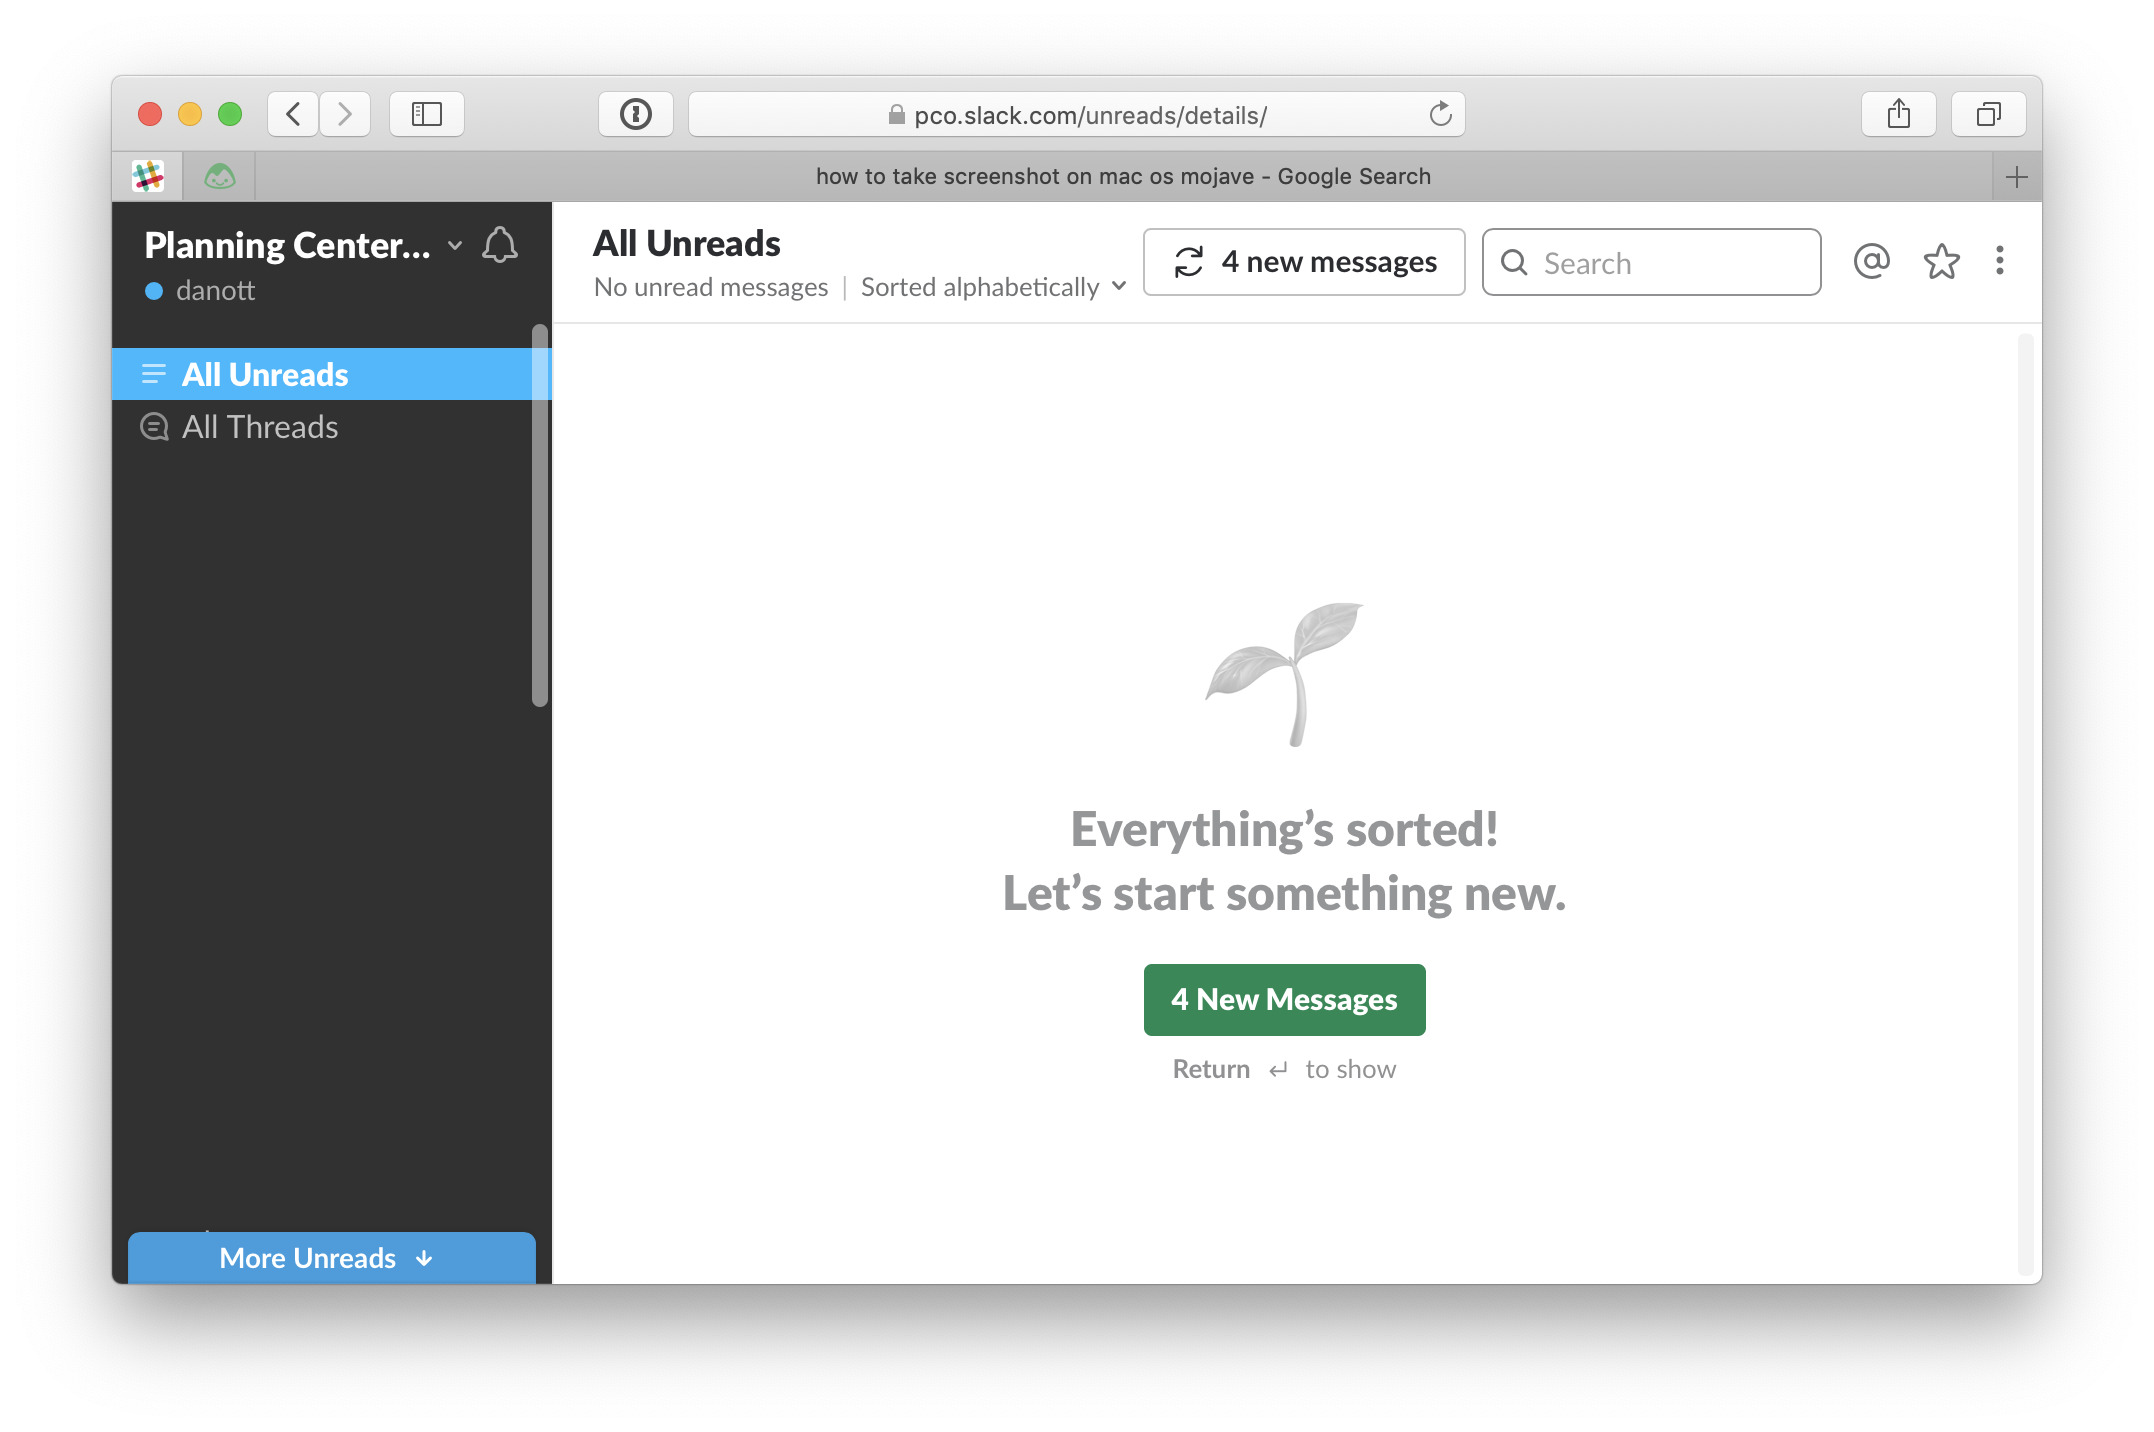 pco.slack.com/unreads/details/
how to take screenshot on mac os mojave - Google Search
Planning Center...
danott
All Unreads
All Threads
More Unreads
All Unreads
No unread messages | Sorted alphabetically
4 new messages
Search
Everything’s sorted!
Let’s start something new.
4 New Messages
Return ↵ to show